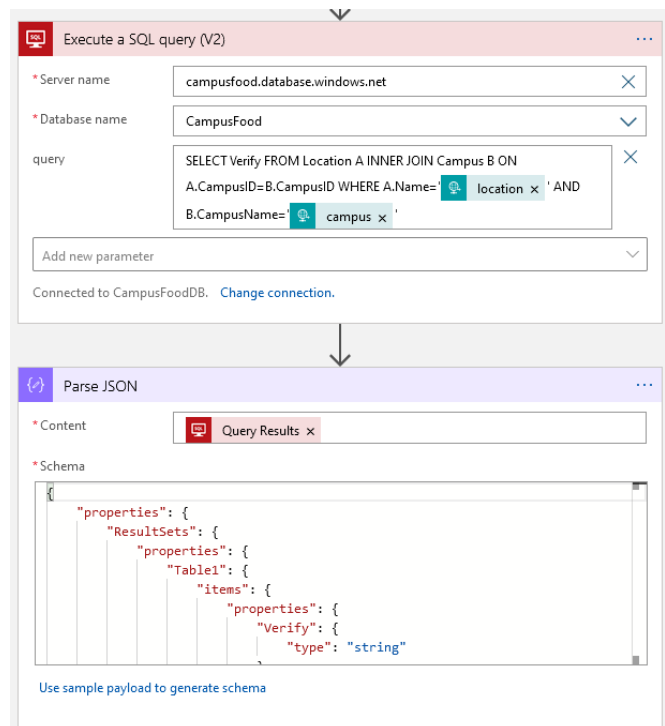 SQL
Execute a SQL query (V2)
...
*Server name
campusfood.database.windows.net
*Database name
CampusFood
query
SELECT Verify FROM Location A INNER JOIN Campus B ON
A.CampusID=B.CampusID WHERE A.Name=' location × ' AND
B.CampusName=' campus × '
Add new parameter
Connected to CampusFoodDB. Change connection.
Parse JSON
...
*Content
SQL
Query Results ×
*Schema
{
"properties": {
"ResultSets": {
"properties": {
"Table1": {
"items": {
"properties": {
"Verify": {
"type": "string"
Use sample payload to generate schema